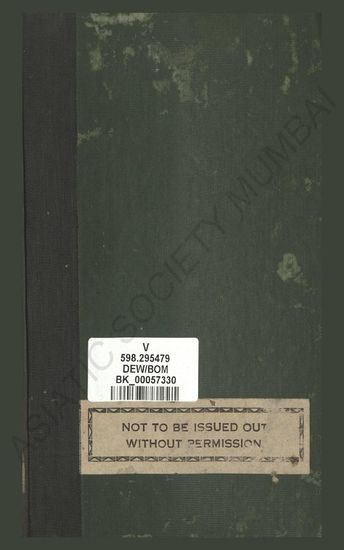 ASIATIC SOCIETY MUMBAI
V
598.295479
DEW/BOM
BK_00057330
NOT TO BE ISSUED OUT
WITHOUT PERMISSION